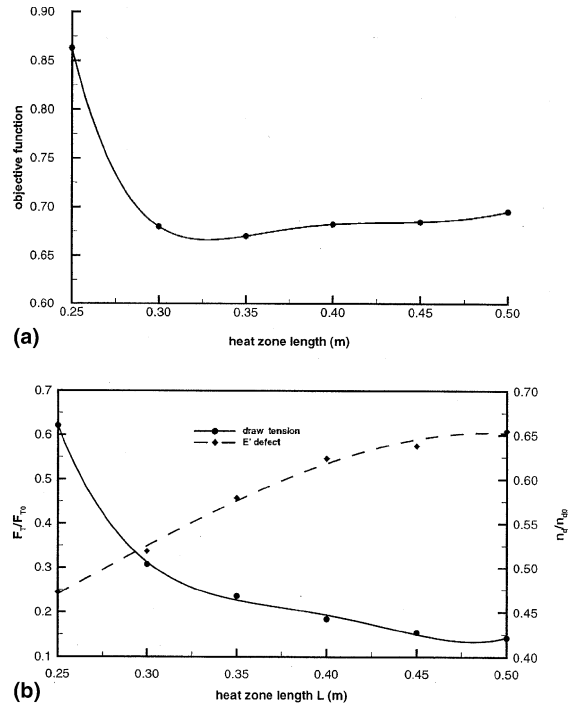 0.90
0.85
0.80
0.75
0.70
0.65
0.60
objective function
0.25 0.30 0.35 0.40 0.45 0.50
heat zone length (m)
(a)
0.7
0.6
0.5
0.4
0.3
0.2
0.1
F_T/F_T0
draw tension
E' defect
0.70
0.65
0.60
0.55
0.50
0.45
0.40
n_d/n_d0
0.25 0.30 0.35 0.40 0.45 0.50
heat zone length L (m)
(b)